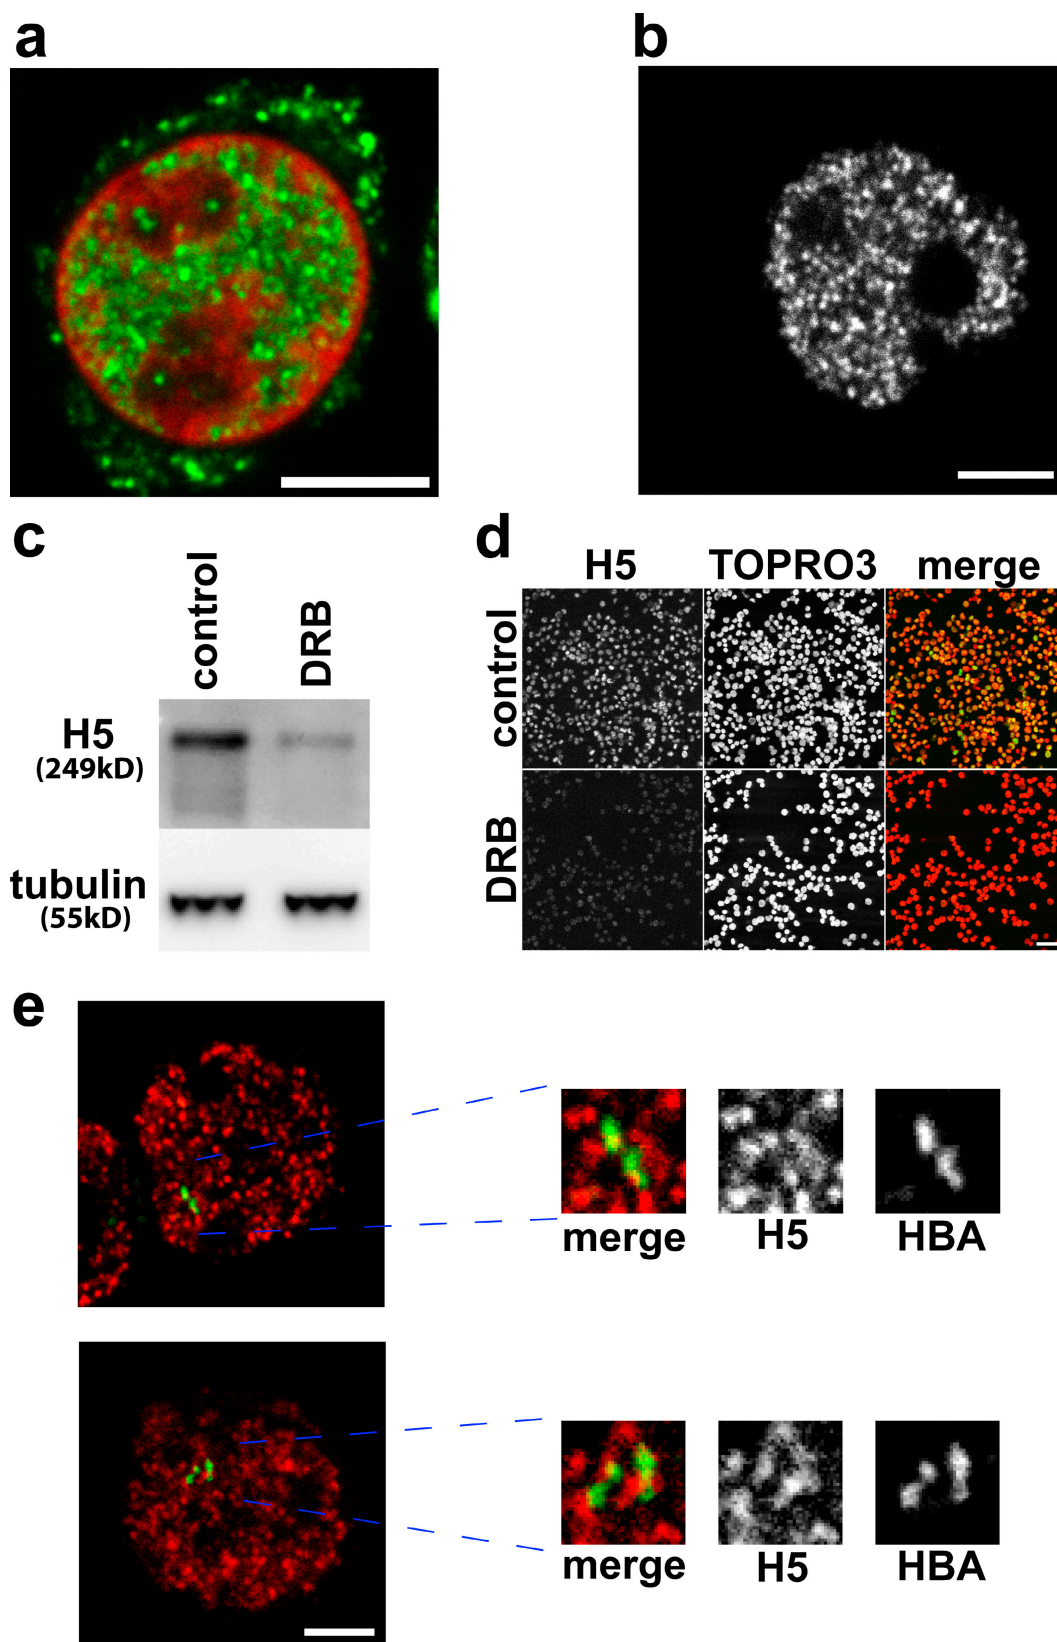 a
b
c
control
DRB
H5
(249kD)
tubulin
(55kD)
d
H5 TOPRO3 merge
control
DRB
e
merge H5 HBA
merge H5 HBA